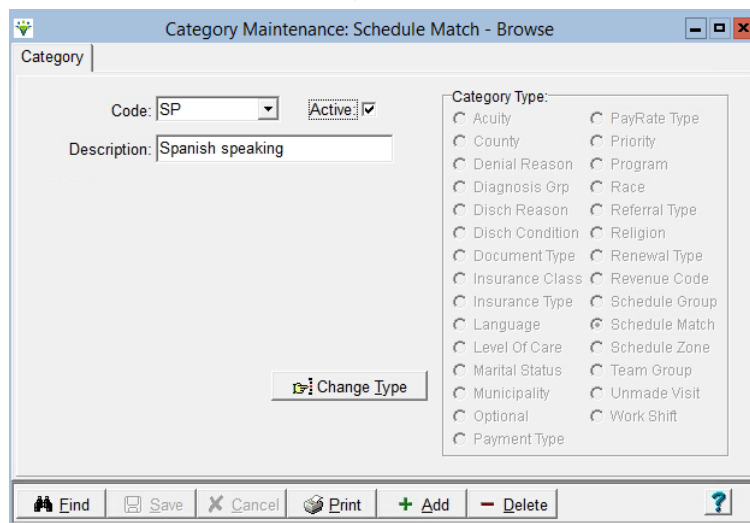 Category Maintenance: Schedule Match - Browse
Category
Code: SP Active:
Description: Spanish speaking
Category Type:
Acuity PayRate Type
County Priority
Denial Reason Program
Diagnosis Grp Race
Disch Reason Referral Type
Disch Condition Religion
Document Type Renewal Type
Insurance Class Revenue Code
Insurance Type Schedule Group
Language Schedule Match
Level Of Care Schedule Zone
Marital Status Team Group
Municipality Unmade Visit
Optional Work Shift
Payment Type
Change Type
Find Save Cancel Print Add Delete ?